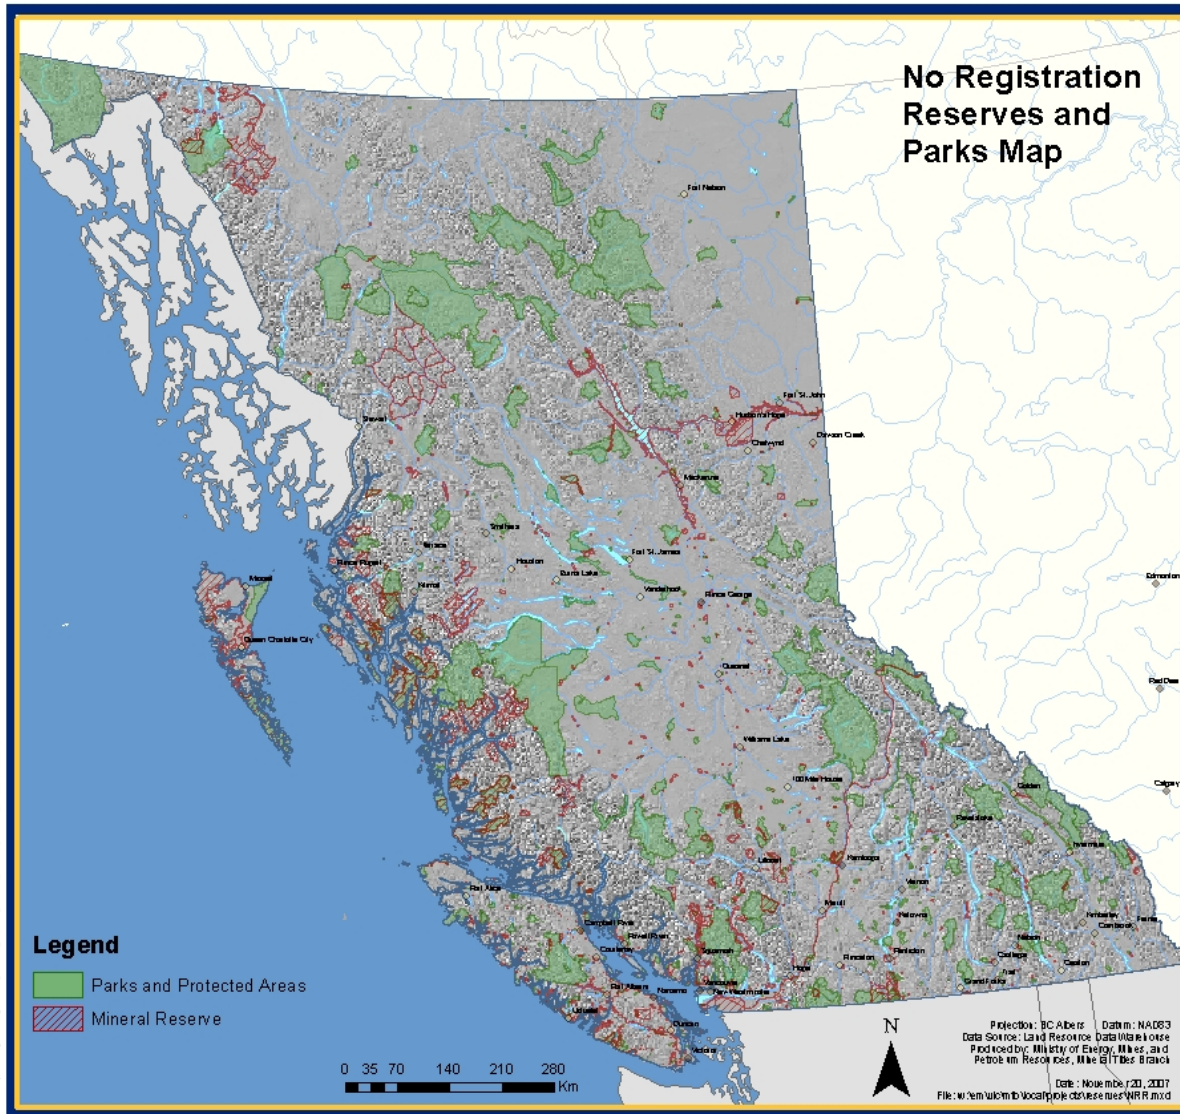 No Registration
Reserves and
Parks Map
Fort Nelson
Fort St. John
Hudson's Hope
Dawson Creek
Chetwynd
Stewart
Mackenzie
Smithers
Terrace
Fort St. James
Prince Rupert
Houston
Burns Lake
Edmonton
Masset
Kitimat
Vanderhoof
Prince George
Queen Charlotte City
Quesnel
Red Deer
Williams Lake
100 Mile House
Calgary
Golden
Revelstoke
Invermere
Lillooet
Kamloops
Vernon
Port Alice
Merritt
Kelowna
Kimberley
Fernie
Campbell River
Cranbrook
Powell River
Nelson
Legend
Courtenay
Squamish
Penticton
Castlegar
Hope
Princeton
Trail
Creston
Parks and Protected Areas
Port Alberni
Nanaimo
Vancouver
New Westminster
Grand Forks
Mineral Reserve
Ucluelet
Duncan
Victoria
N
Projection: BC Albers Datum: NAD83
Data Source: Land Resource Data Warehouse
Produced by: Ministry of Energy, Mines, and
Petroleum Resources, Mineral Titles Branch
0 35 70 140 210 280
Km
Date: November 20, 2007